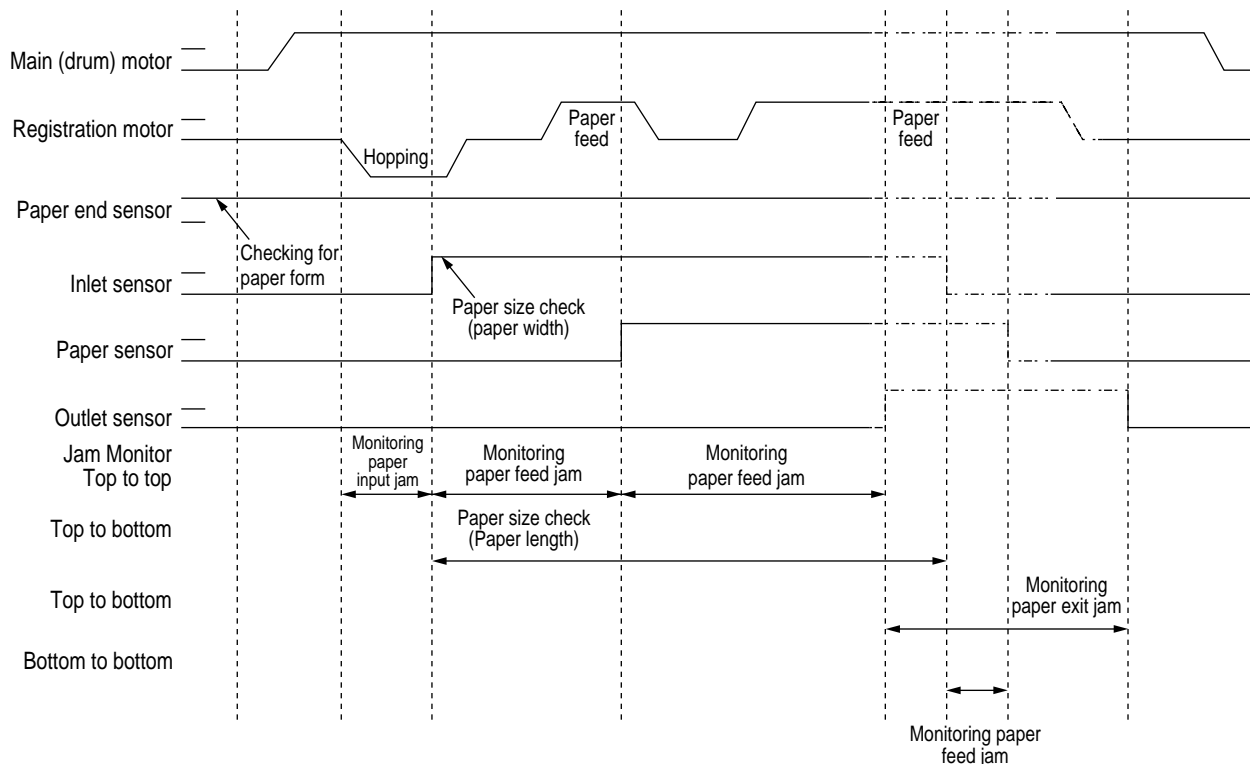 Main (drum) motor
Registration motor
Hopping
Paper
feed
Paper
feed
Paper end sensor
Checking for
paper form
Inlet sensor
Paper size check
(paper width)
Paper sensor
Outlet sensor
Jam Monitor
Top to top
Monitoring
paper
input jam
Monitoring
paper feed jam
Monitoring
paper feed jam
Top to bottom
Paper size check
(Paper length)
Top to bottom
Monitoring
paper exit jam
Bottom to bottom
Monitoring paper
feed jam